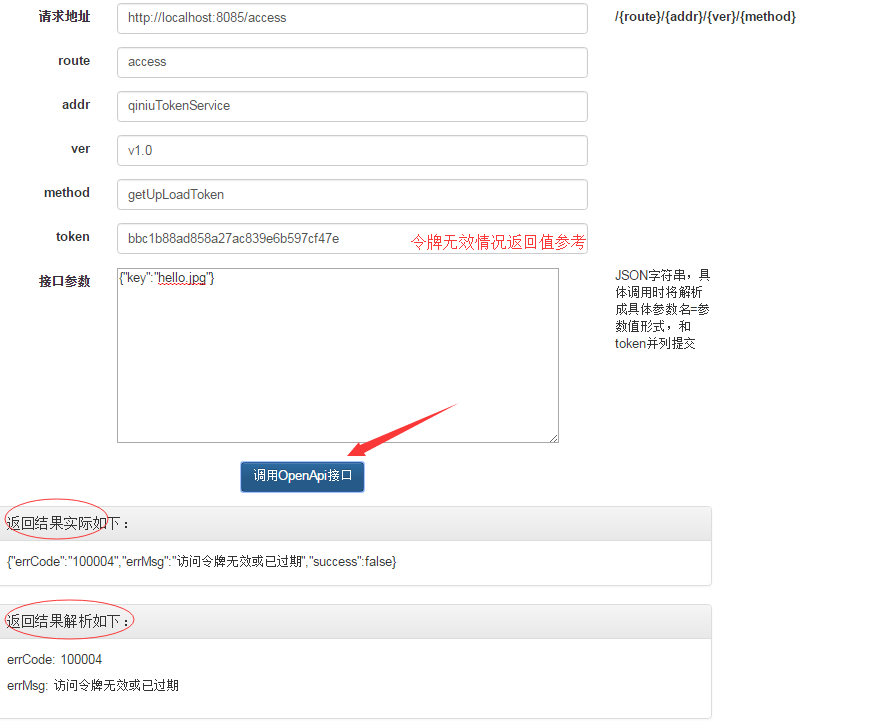 请求地址 http://localhost:8085/access /{route}/{addr}/{ver}/{method}
route access
addr qiniuTokenService
ver v1.0
method getUpLoadToken
token bbc1b88ad858a27ac839e6b597cf47e 令牌无效情况返回值参考
接口参数 {"key":"hello.jpg"}
JSON字符串，具
体调用时将解析
成具体参数名=参
数值形式，和
token并列提交
调用OpenApi接口
返回结果实际如下：
{"errCode":"100004","errMsg":"访问令牌无效或已过期","success":false}
返回结果解析如下：
errCode: 100004
errMsg: 访问令牌无效或已过期